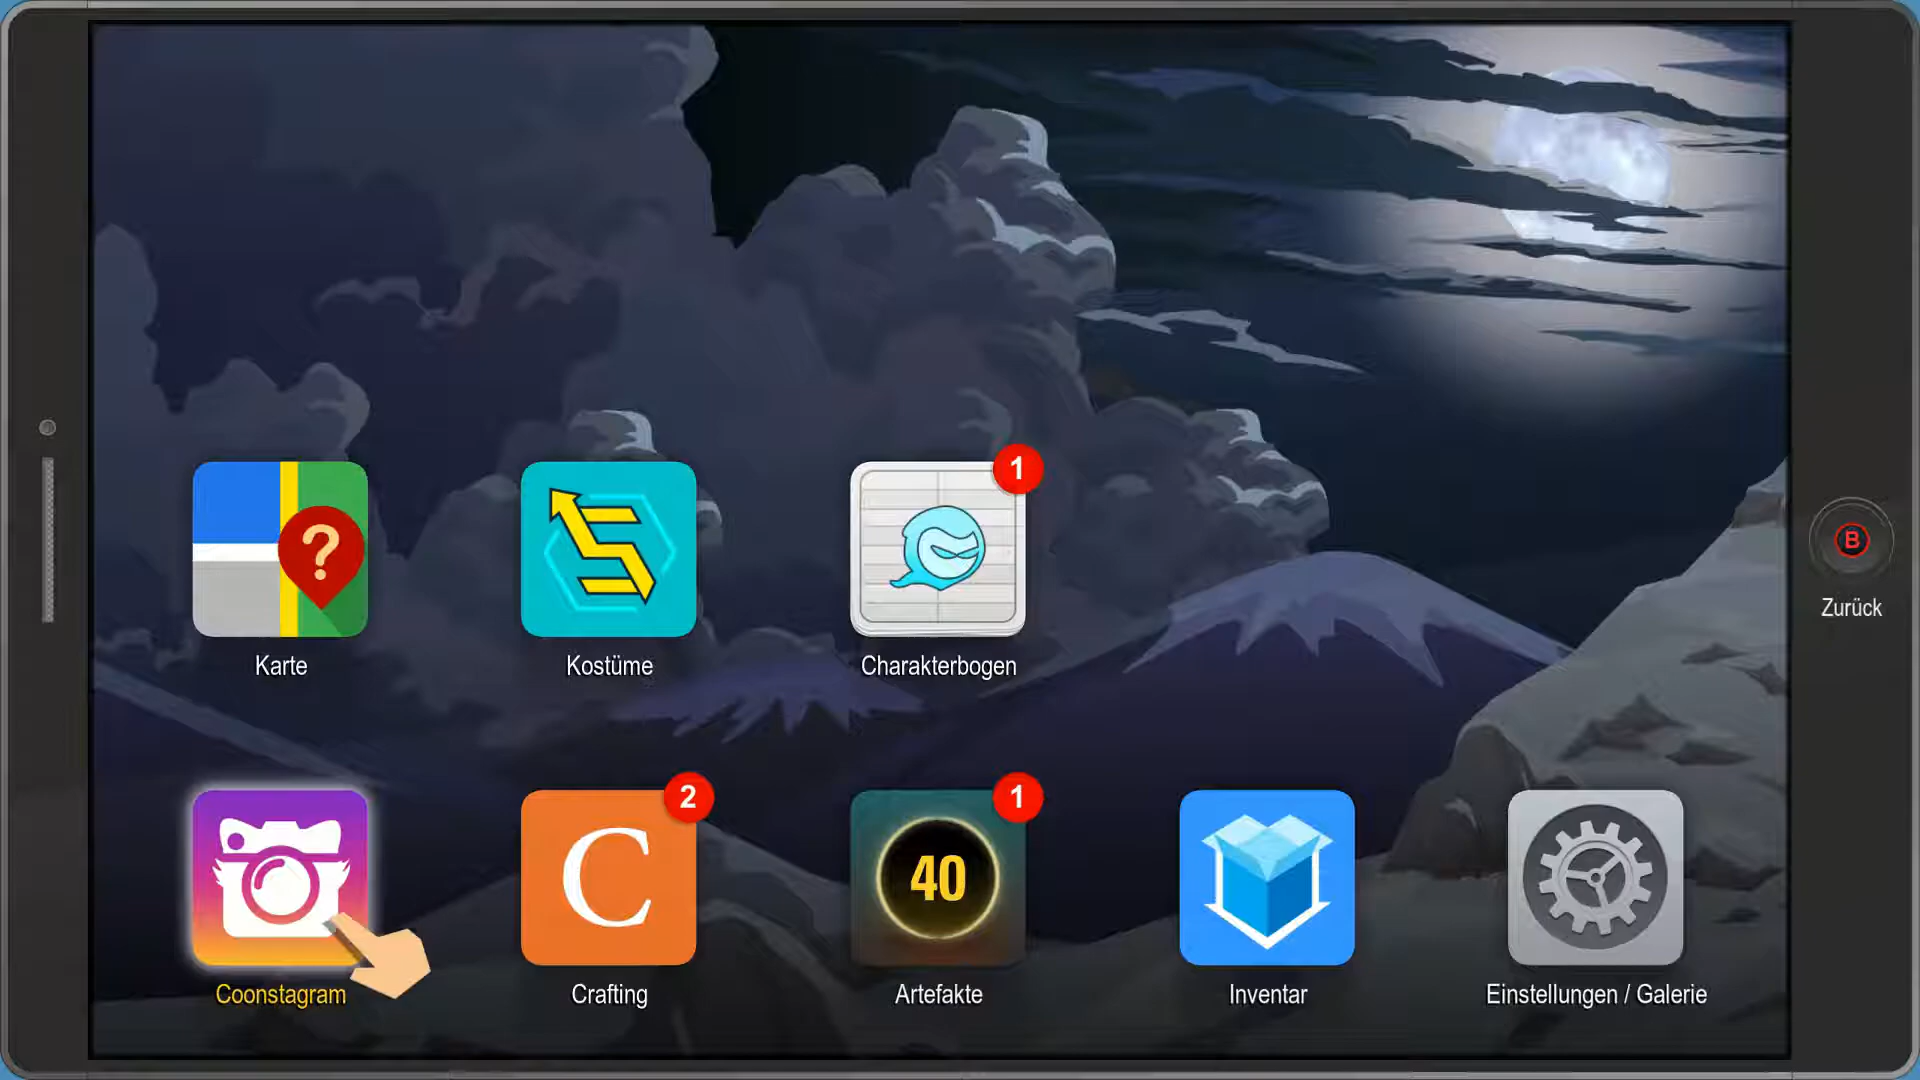 1
?
Karte
Kostüme
Charakterbogen
B
Zurück
2
1
C
40
Coonstagram
Crafting
Artefakte
Inventar
Einstellungen / Galerie